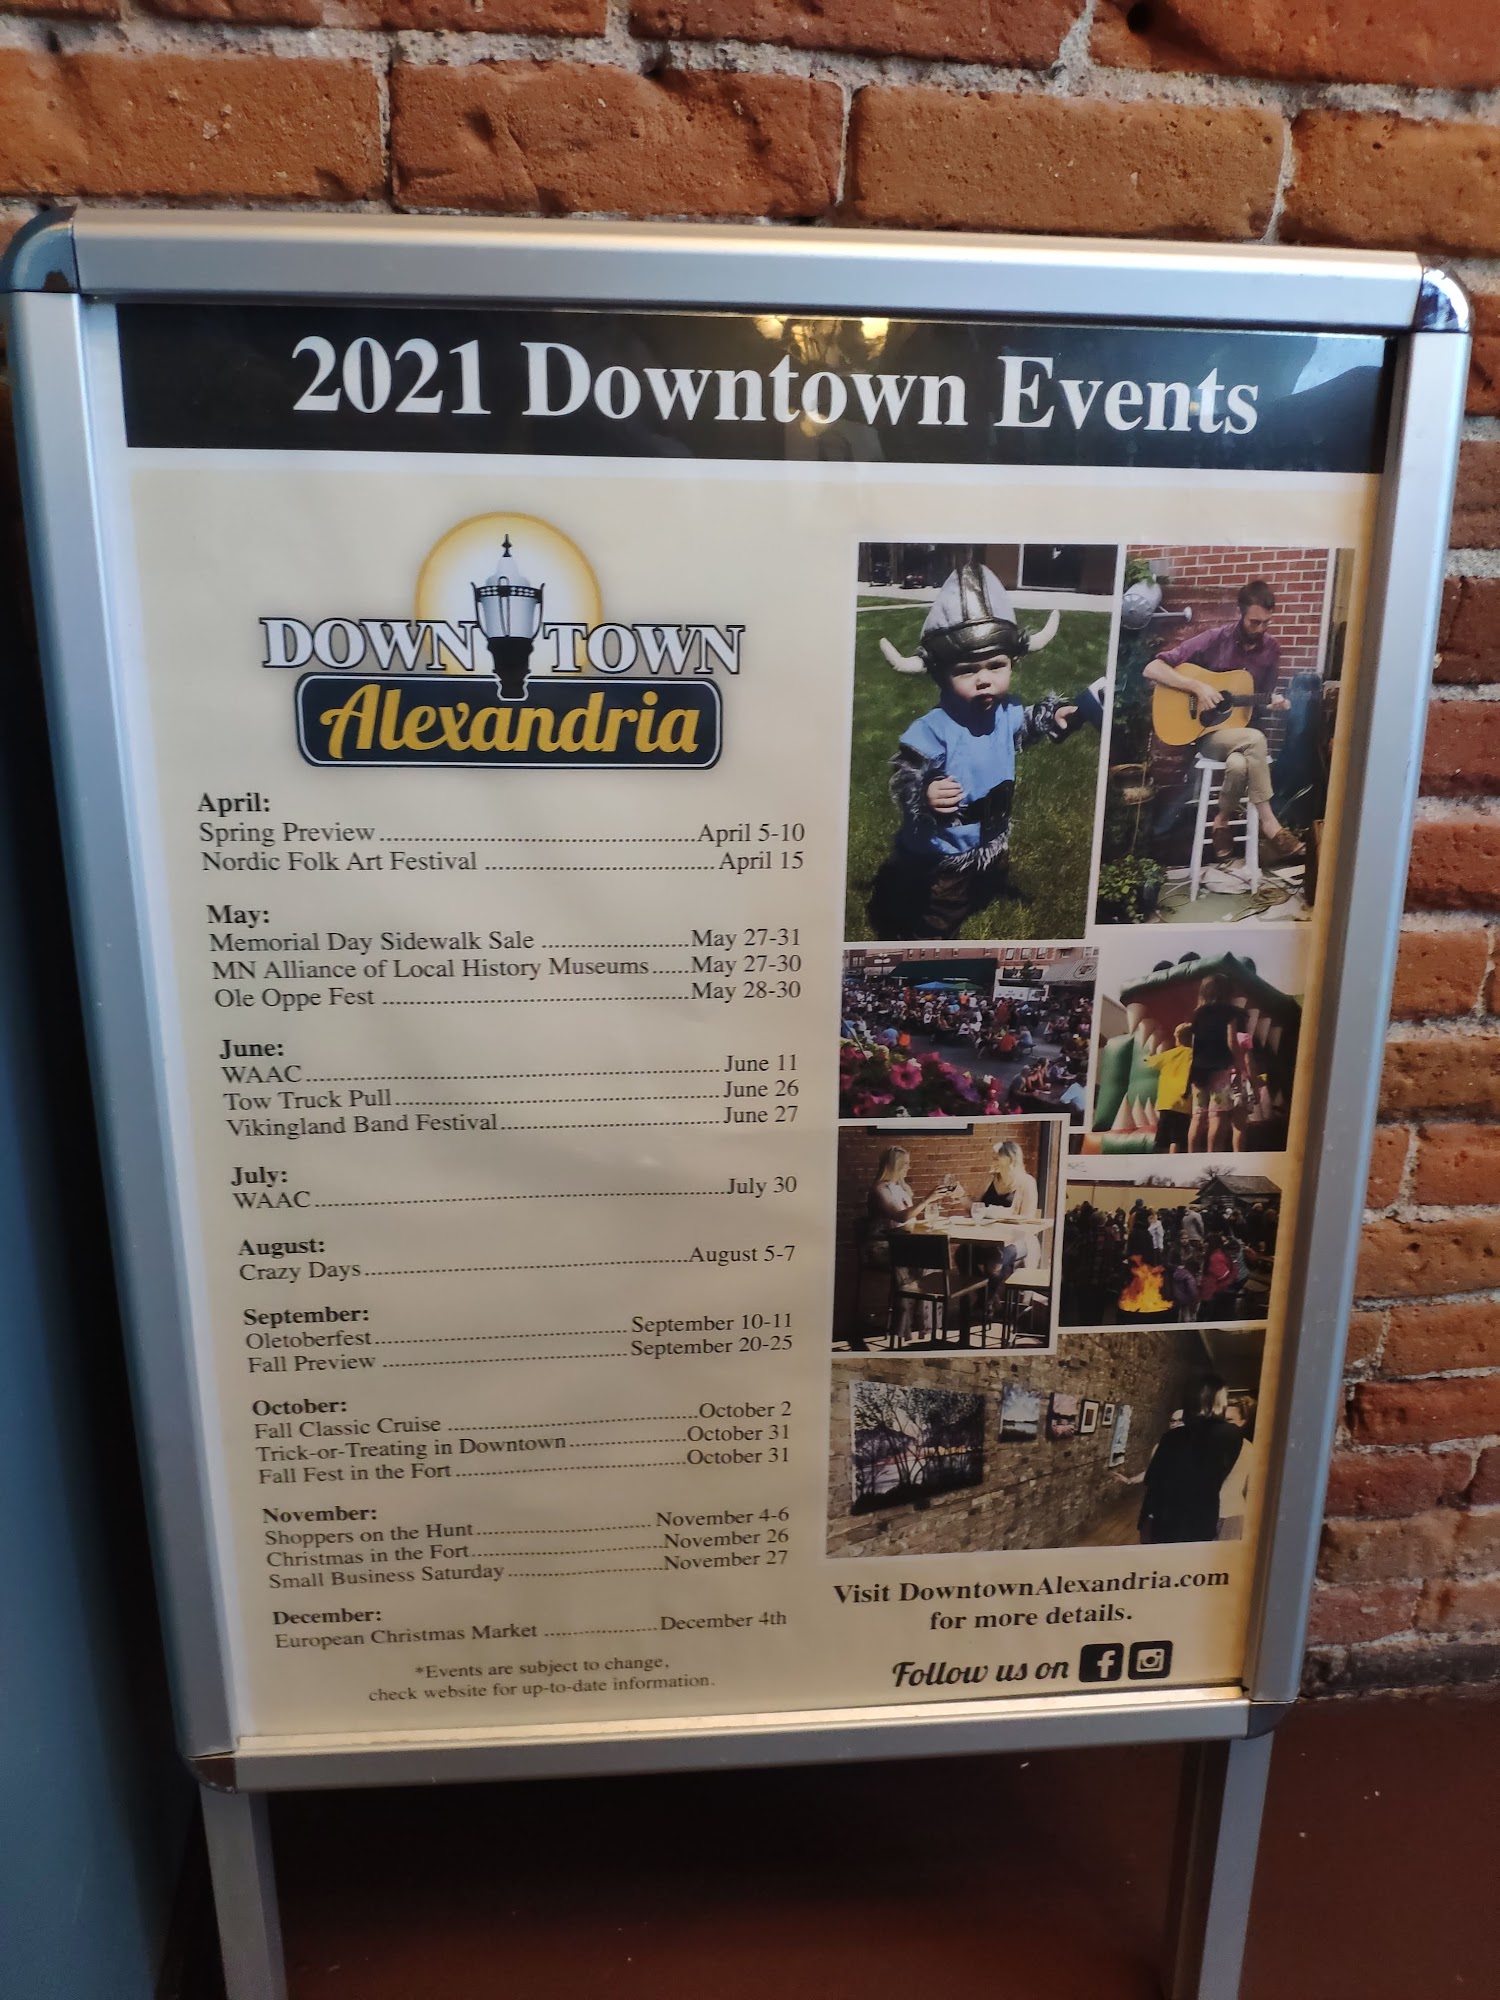 2021 Downtown Events
DOWNTOWN
Alexandria
April:
Spring Preview........................................April 5-10
Nordic Folk Art Festival ..............................April 15
May:
Memorial Day Sidewalk Sale ....................May 27-31
MN Alliance of Local History Museums......May 27-30
Ole Oppe Fest ........................................May 28-30
June:
WAAC........................................June 11
Tow Truck Pull........................................June 26
Vikingland Band Festival..............................June 27
July:
WAAC........................................July 30
August:
Crazy Days........................................August 5-7
September:
Oletoberfest........................................September 10-11
Fall Preview ........................................September 20-25
October:
Fall Classic Cruise ..............................October 2
Trick-or-Treating in Downtown....................October 31
Fall Fest in the Fort..............................October 31
November:
Shoppers on the Hunt..............................November 4-6
Christmas in the Fort..............................November 26
Small Business Saturday ....................November 27
December:
European Christmas Market ....................December 4th
*Events are subject to change,
check website for up-to-date information.
Visit DowntownAlexandria.com
for more details.
Follow us on